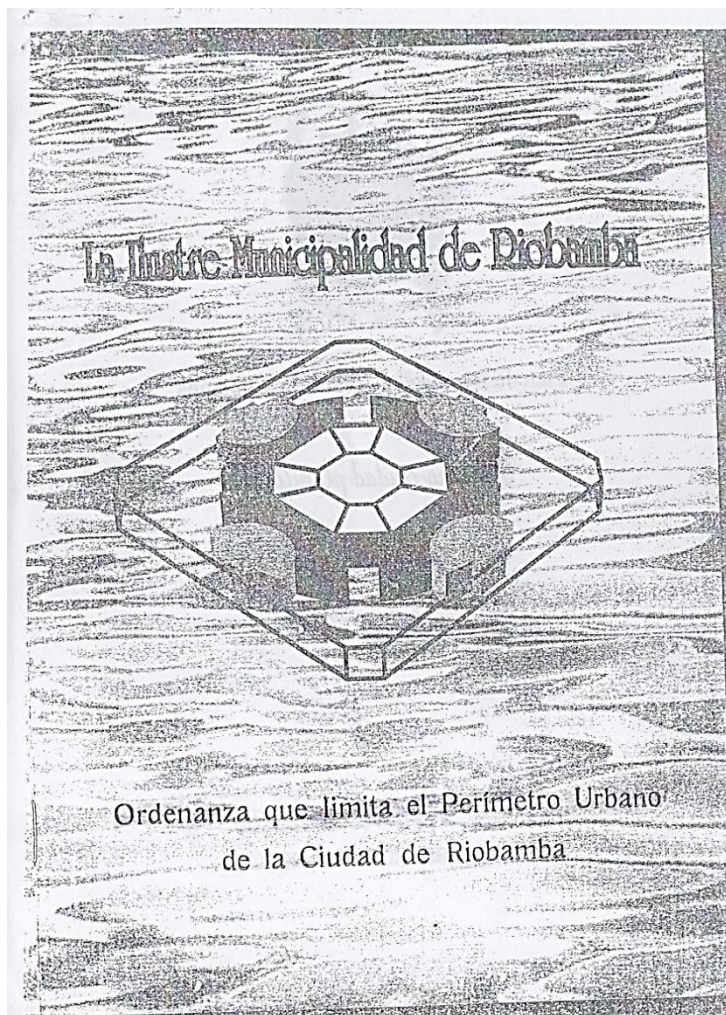 La Ilustre Municipalidad de Riobamba
Ordenanza que limita el Perímetro Urbano
de la Ciudad de Riobamba